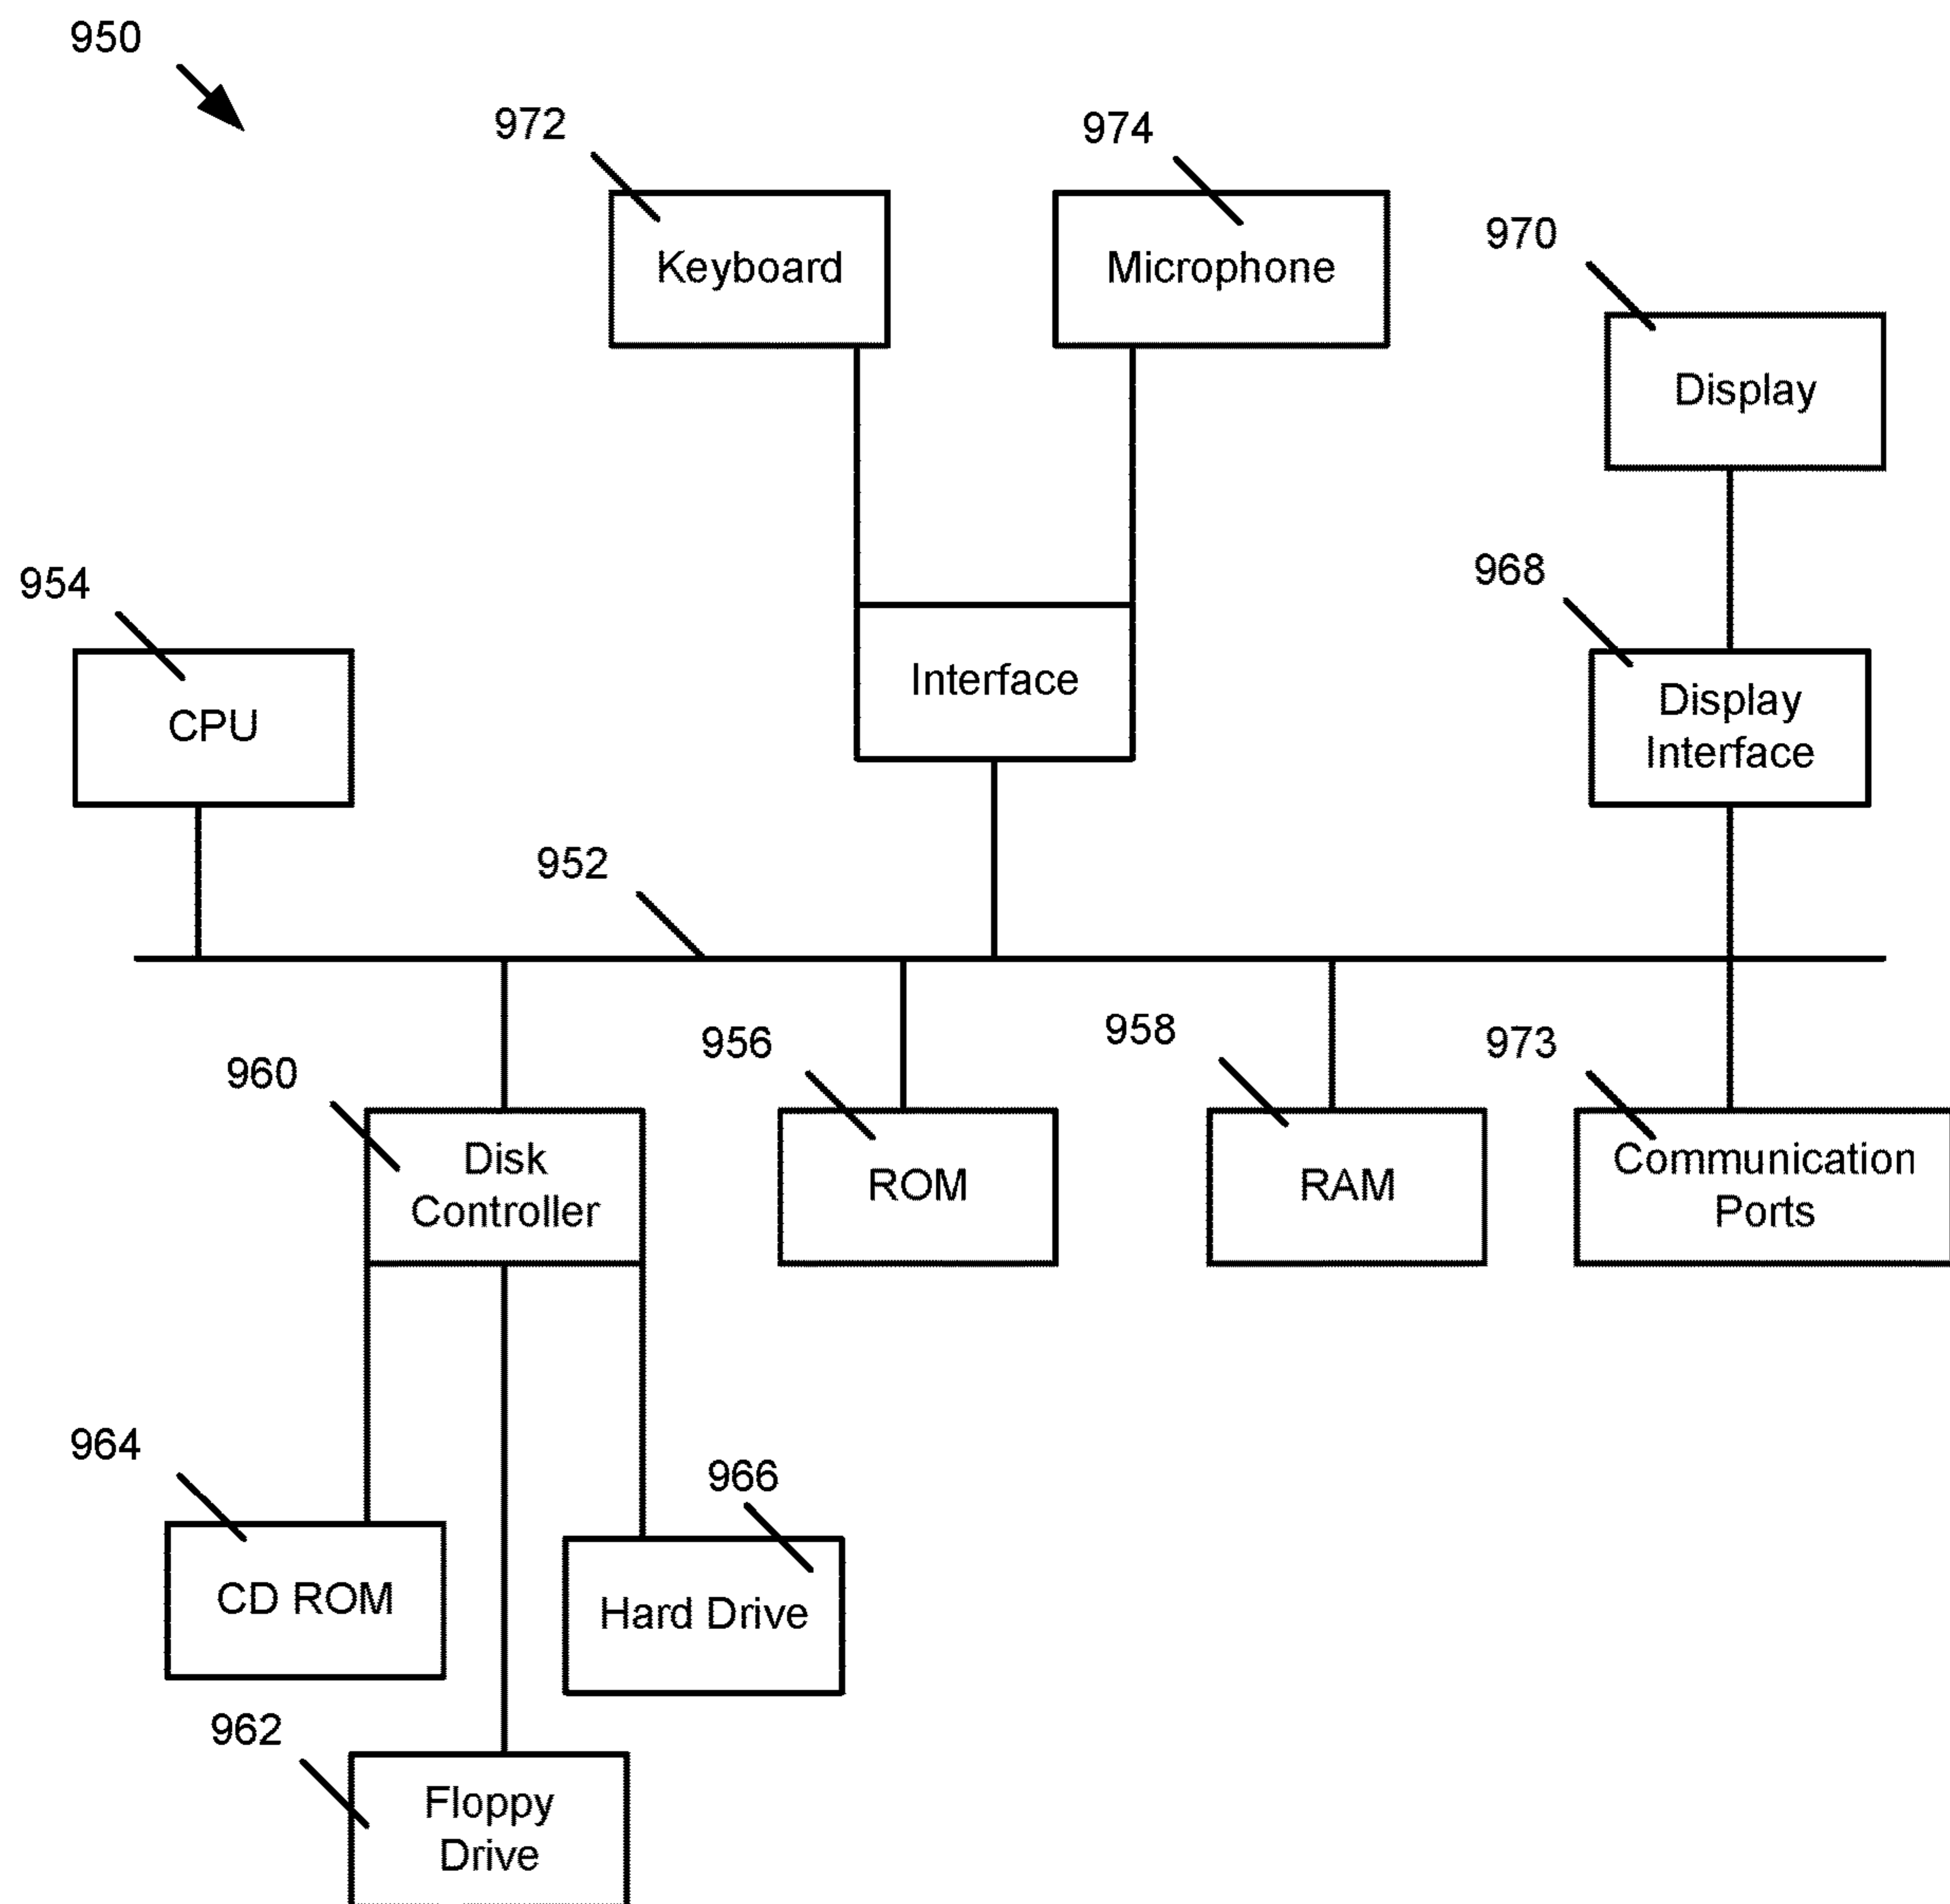 950
972
974
Keyboard
Microphone
970
Display
954
968
CPU
Interface
Display
Interface
952
960
956
958
973
Disk
Controller
ROM
RAM
Communication
Ports
964
966
CD ROM
Hard Drive
962
Floppy
Drive